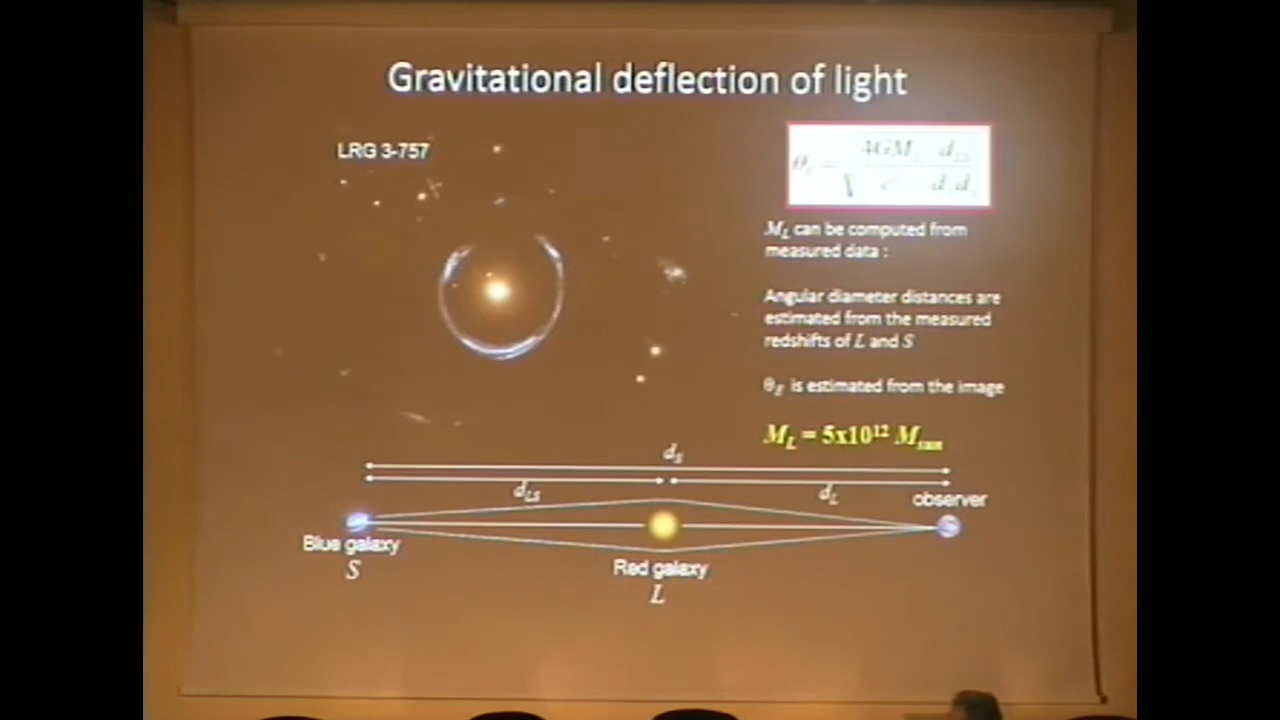 Gravitational deflection of light
LRG 3-757
M_L can be computed from
measured data :
Angular diameter distances are
estimated from the measured
redshifts of L and S
θ_E is estimated from the image
M_L = 5x10¹² M_sun
d_S
d_LS
d_L
observer
Blue galaxy
S
Red galaxy
L